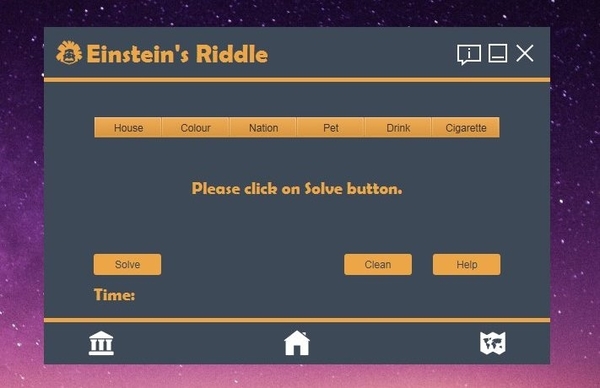 Einstein's Riddle
House Colour Nation Pet Drink Cigarette
Please click on Solve button.
Solve Clean Help
Time: